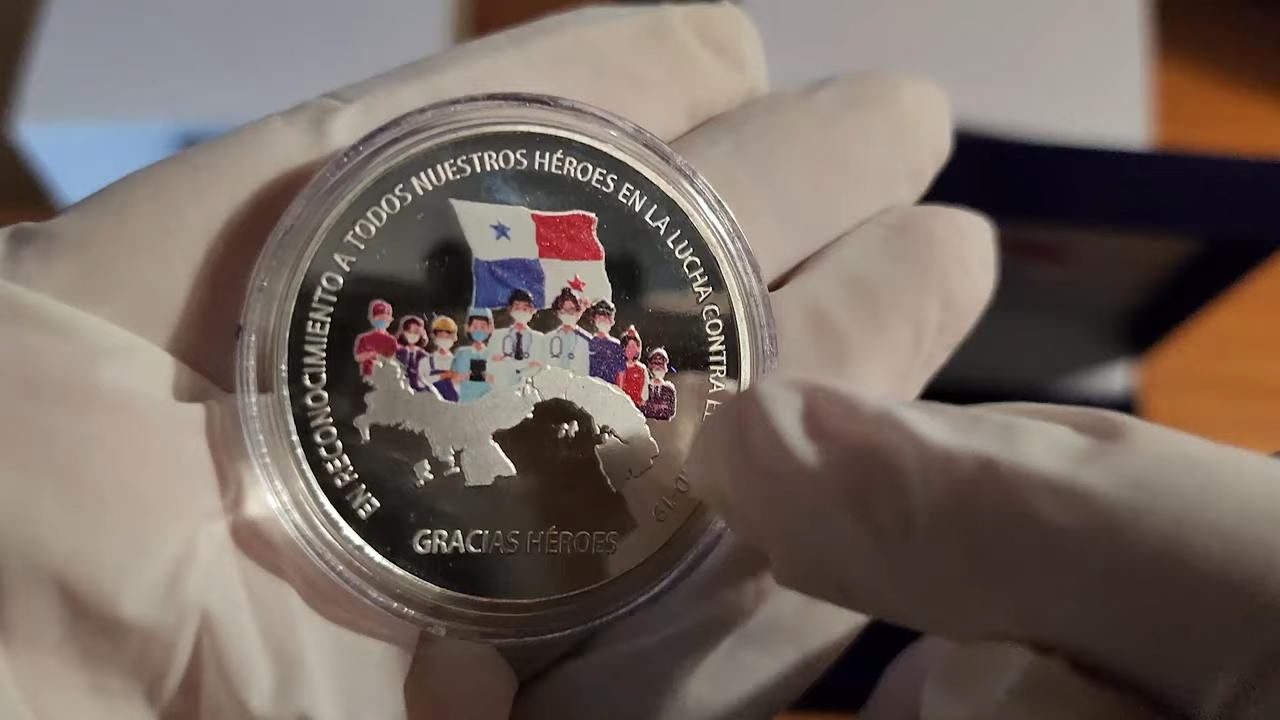 EN RECONOCIMIENTO A TODOS NUESTROS HÉROES EN LA LUCHA CONTRA
GRACIAS HÉROES